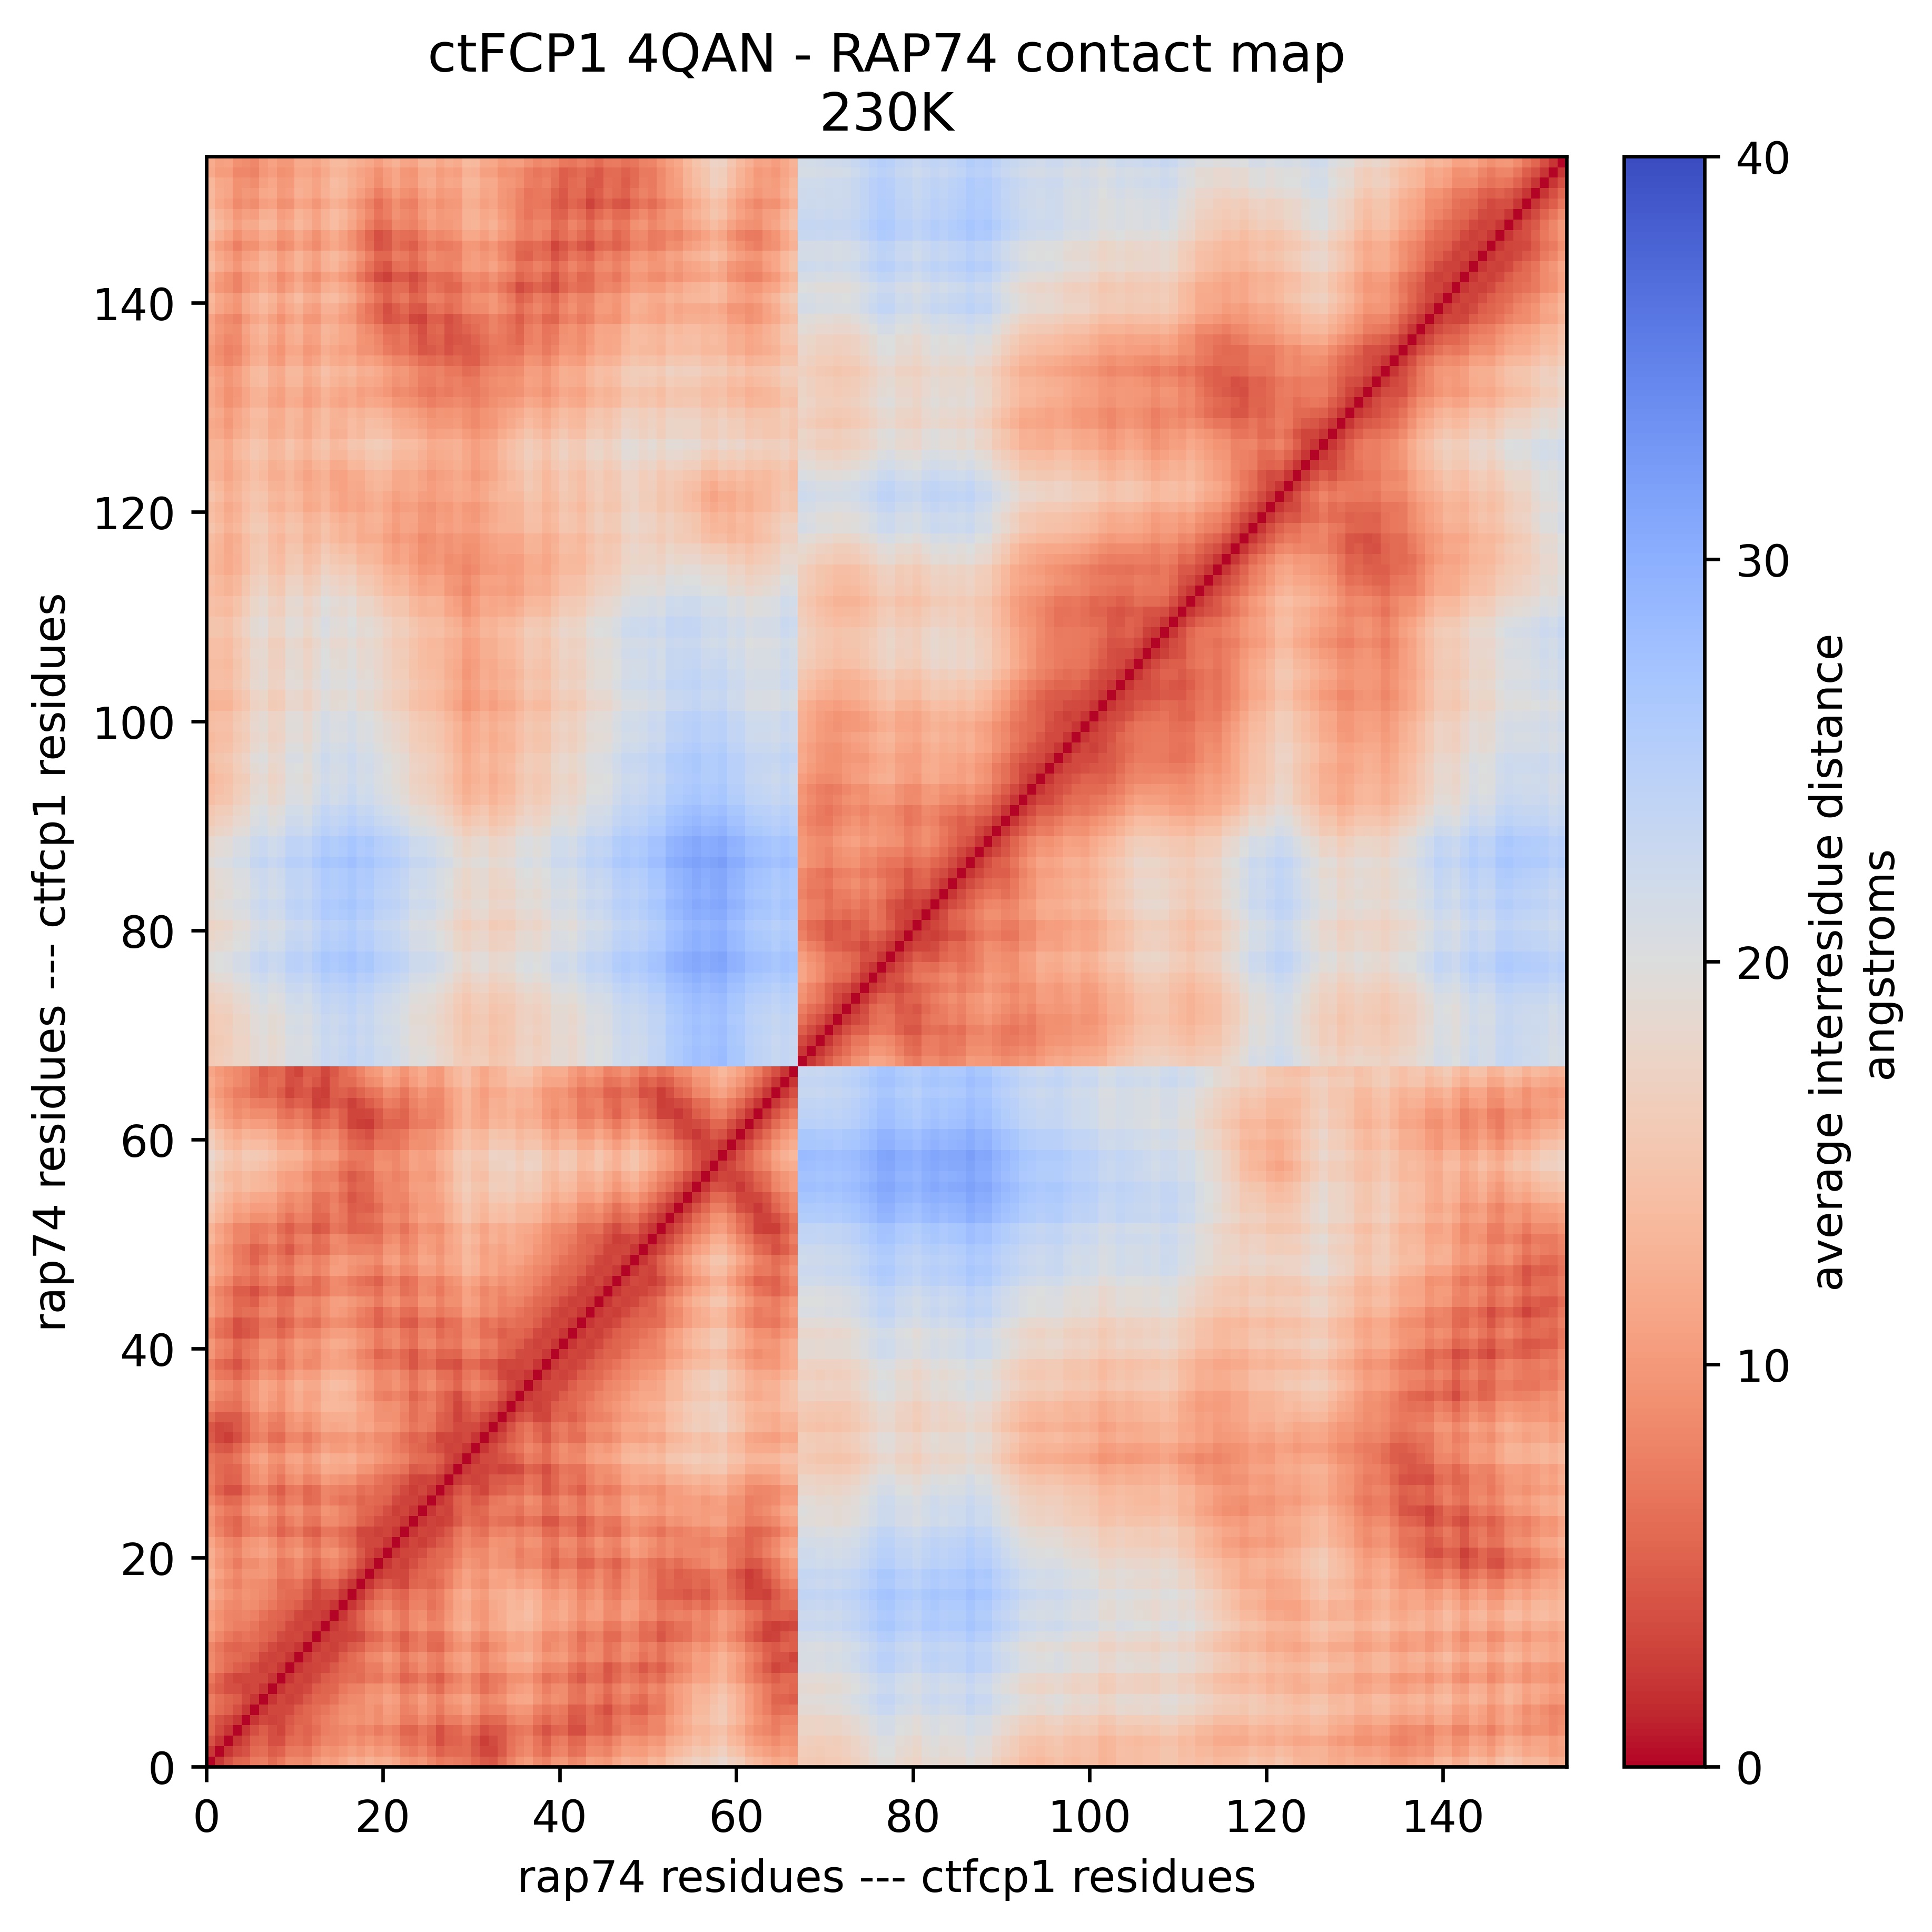 ctFCP1 4QAN - RAP74 contact map
230K
rap74 residues --- ctfcp1 residues
140
120
100
80
60
40
20
0
0 20 40 60 80 100 120 140
rap74 residues --- ctfcp1 residues
40
30
20
10
0
average interresidue distance
angstroms